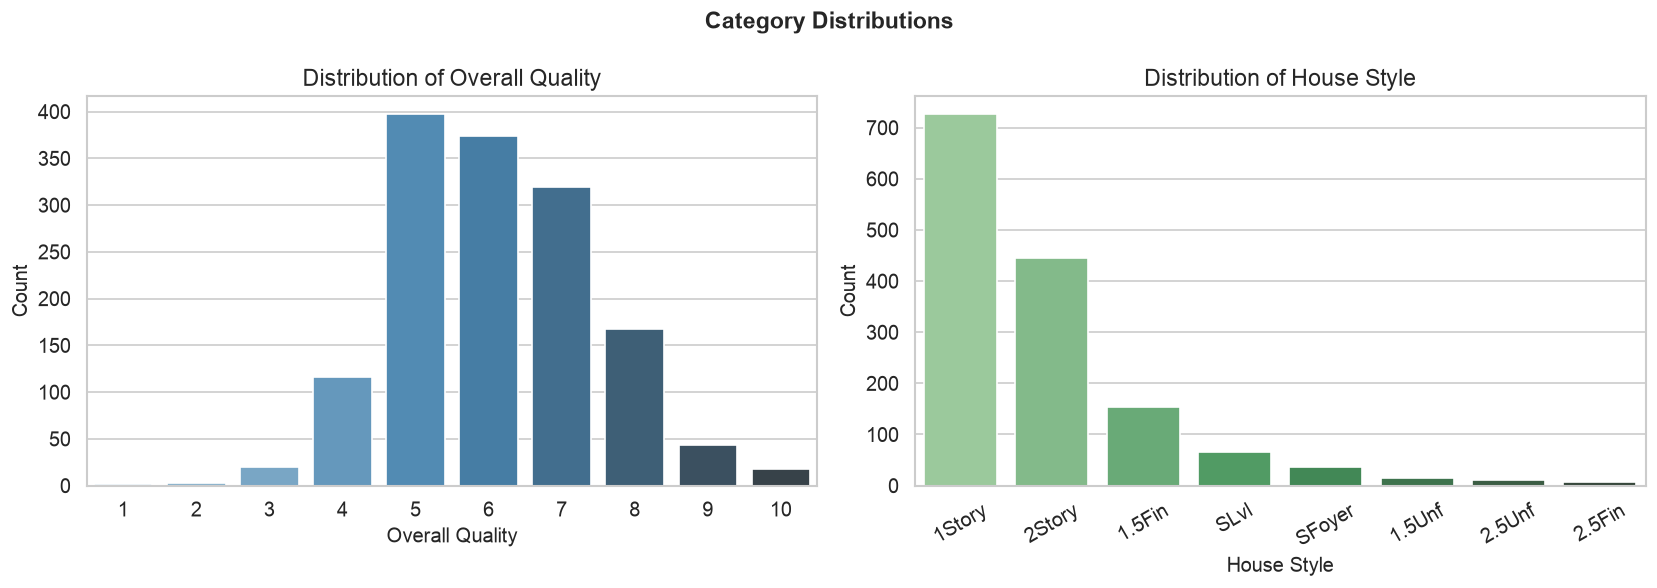 Category Distributions
Distribution of Overall Quality
400
350
300
250
200
150
100
50
0
Count
1 2 3 4 5 6 7 8 9 10
Overall Quality
Distribution of House Style
700
600
500
400
300
200
100
0
Count
1Story 2Story 1.5Fin SLvl SFoyer 1.5Unf 2.5Unf 2.5Fin
House Style